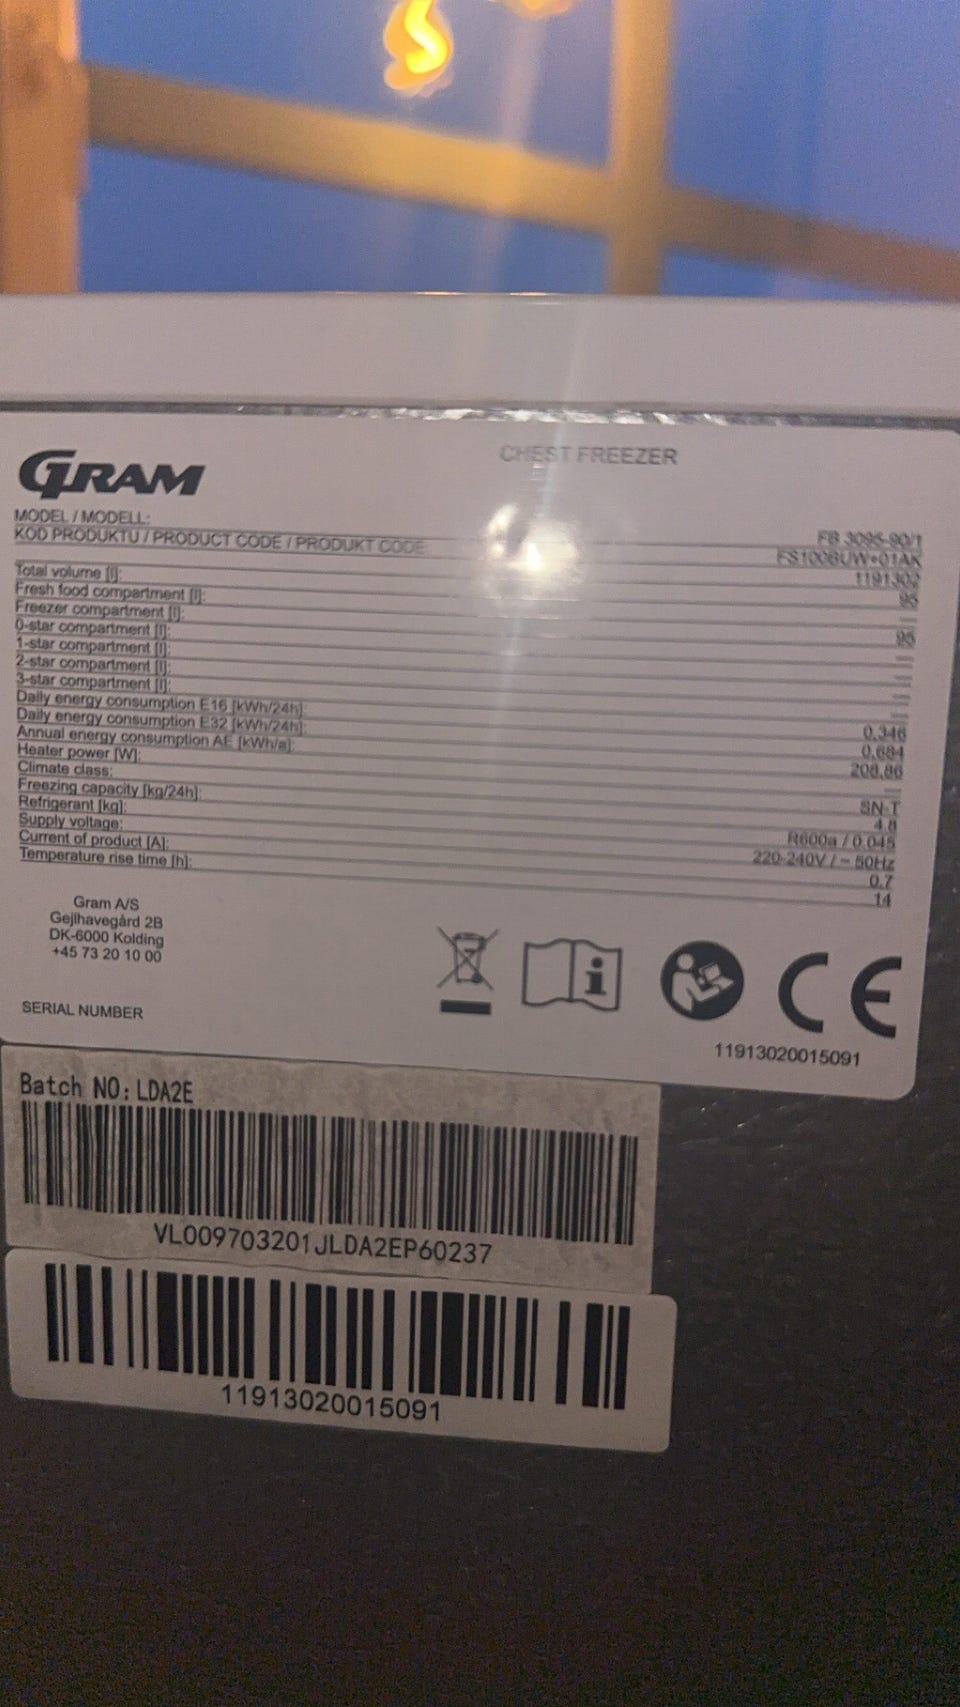 GRAM
CHEST FREEZER
MODEL / MODELL: FB 3095-90/1
FS100BUW+01AK
KOD PRODUKTU / PRODUCT CODE / PRODUKT CODE: 1191302
Total volume [l]: 95
Fresh food compartment [l]: —
Freezer compartment [l]: 95
0-star compartment [l]: —
1-star compartment [l]: —
2-star compartment [l]: —
3-star compartment [l]: —
Daily energy consumption E16 [kWh/24h]: 0,346
Daily energy consumption E32 [kWh/24h]: 0,684
Annual energy consumption AE [kWh/a]: 208,86
Heater power [W]: —
Climate class: SN-T
Freezing capacity [kg/24h]: 4,8
Refrigerant [kg]: R600a / 0.045
Supply voltage: 220-240V / ~ 50Hz
Current of product [A]: 0,7
Temperature rise time [h]: 14
Gram A/S
Gejlhavegård 2B
DK-6000 Kolding
+45 73 20 10 00
CE
SERIAL NUMBER
11913020015091
Batch NO: LDA2E
VL009703201JLDA2EP60237
11913020015091